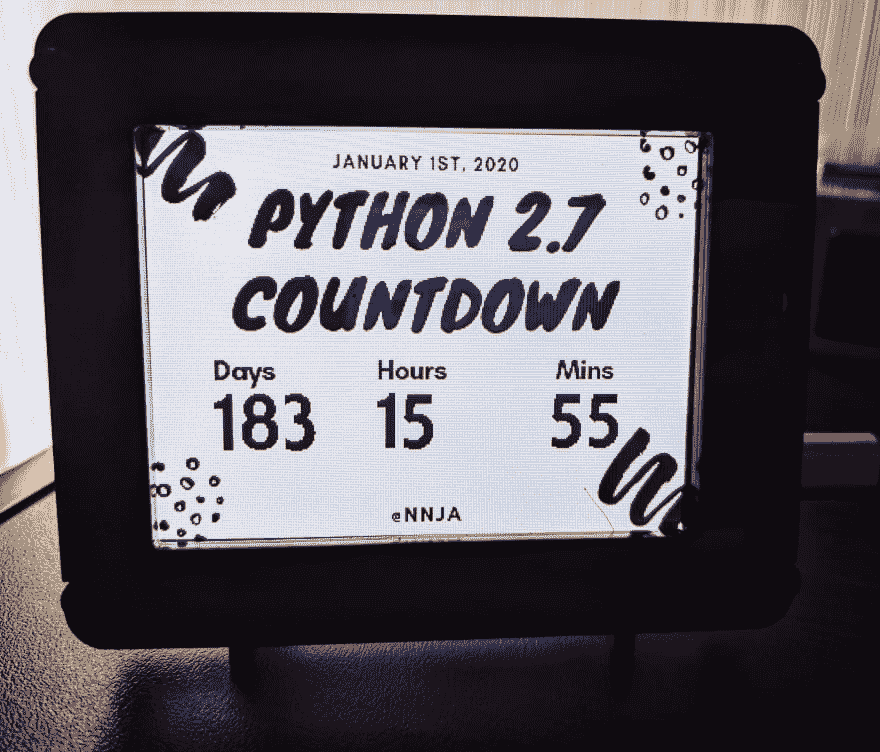 JANUARY 1ST, 2020
PYTHON 2.7
COUNTDOWN
Days Hours Mins
183 15 55
@NNJA